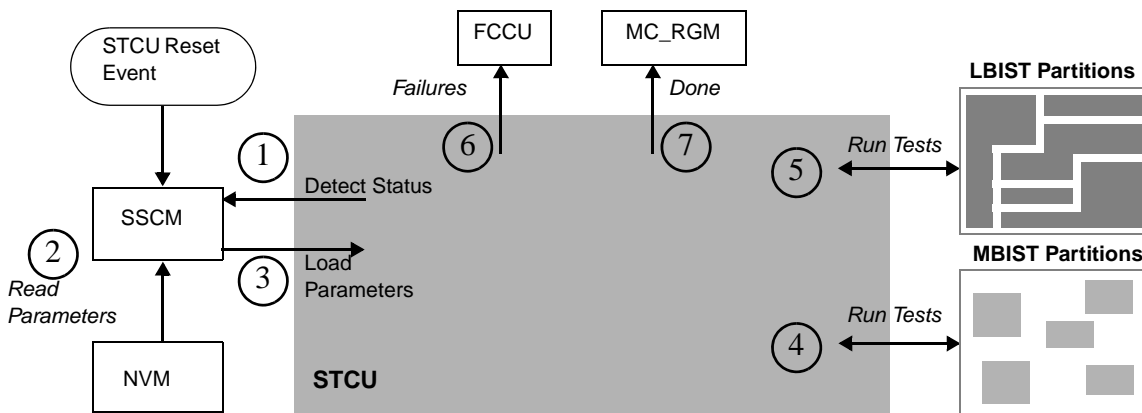 STCU Reset
Event
FCCU
MC_RGM
Failures
Done
LBIST Partitions
1
6
7
5
Run Tests
Detect Status
SSCM
2
3
Load
Parameters
Read
Parameters
MBIST Partitions
4
Run Tests
NVM
STCU